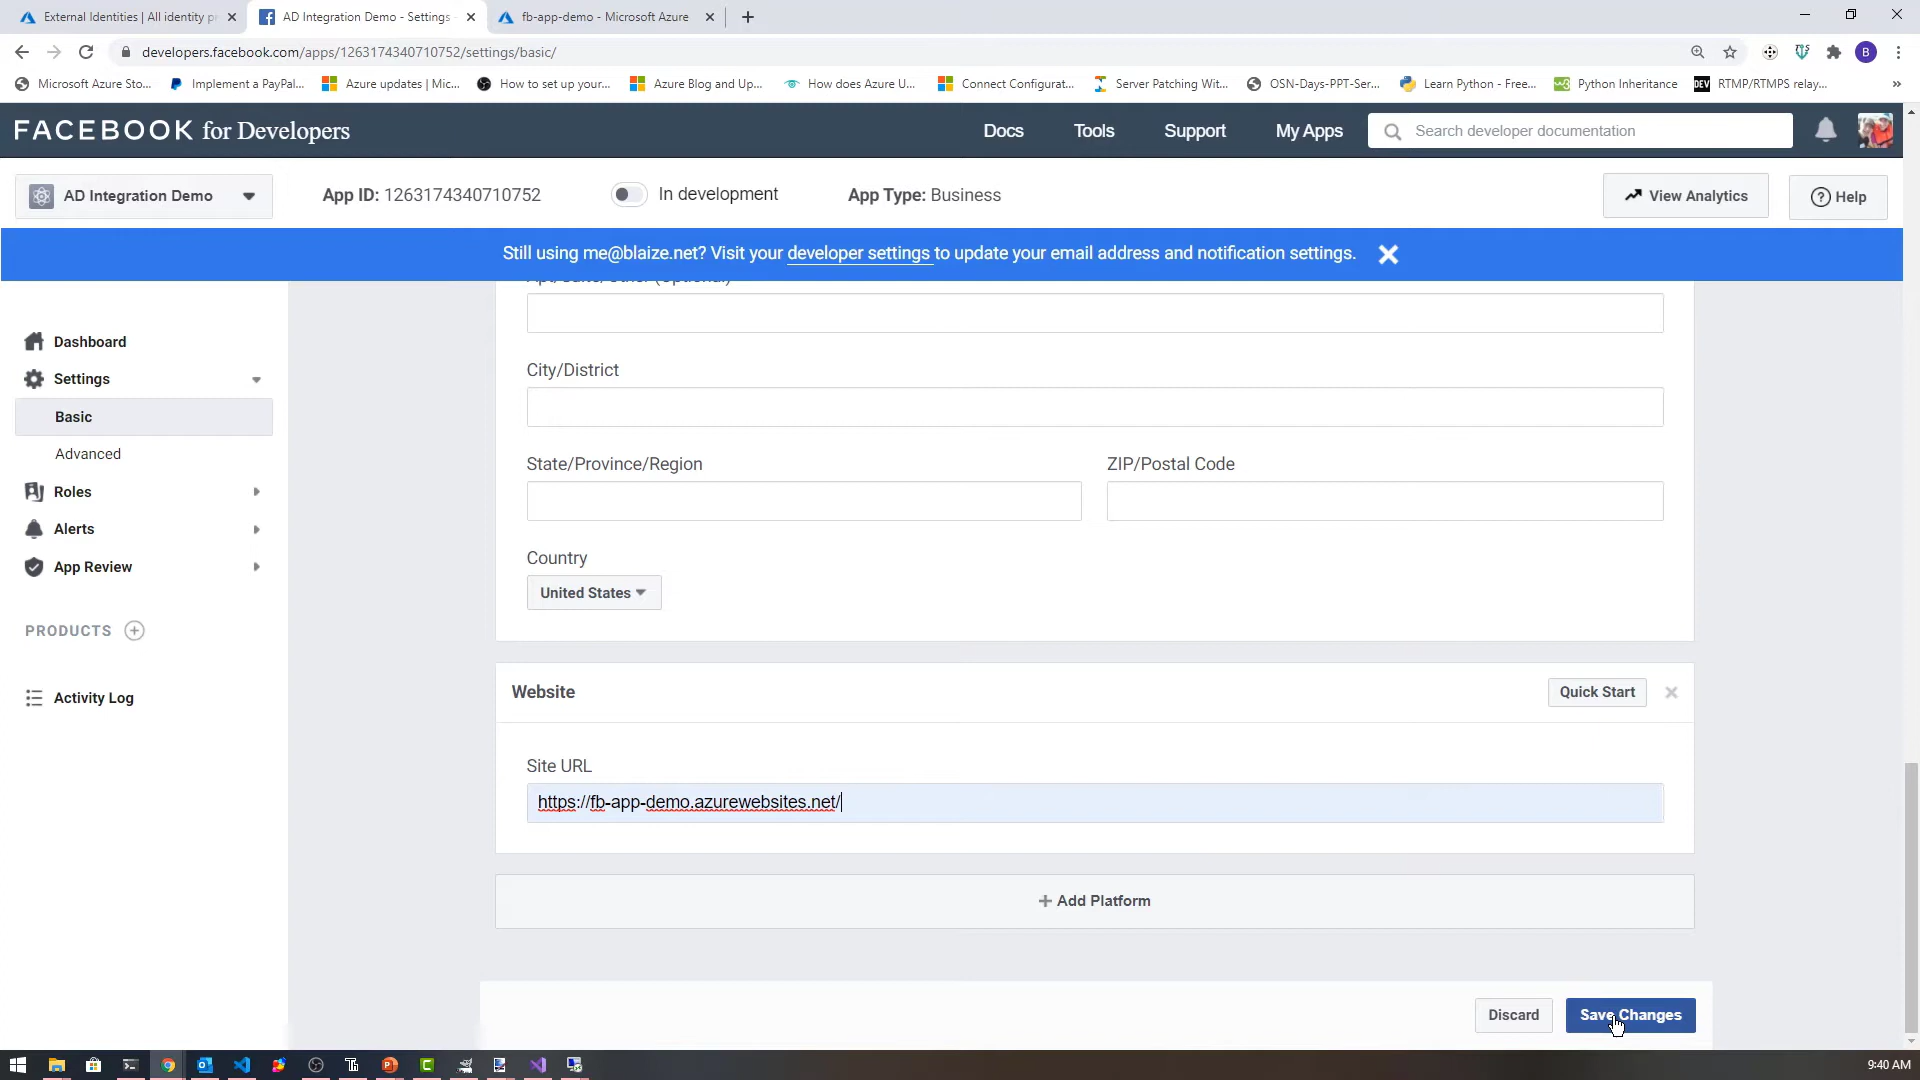 External Identities | All identity pr
AD Integration Demo - Settings
fb-app-demo - Microsoft Azure
developers.facebook.com/apps/1263174340710752/settings/basic/
B
Microsoft Azure Sto...
Implement a PayPal...
Azure updates | Mic...
How to set up your...
Azure Blog and Up...
How does Azure U...
Connect Configurat...
Server Patching Wit...
OSN-Days-PPT-Ser...
Learn Python - Free...
Python Inheritance
DEV RTMP/RTMPS relay...
FACEBOOK for Developers
Docs
Tools
Support
My Apps
Search developer documentation
AD Integration Demo
App ID: 1263174340710752
In development
App Type: Business
View Analytics
Help
Still using me@blaize.net? Visit your developer settings to update your email address and notification settings.
Dashboard
Settings
Basic
Advanced
Roles
Alerts
App Review
PRODUCTS
Activity Log
City/District
State/Province/Region
ZIP/Postal Code
Country
United States
Website
Quick Start
Site URL
https://fb-app-demo.azurewebsites.net/
+ Add Platform
Discard
Save Changes
9:40 AM